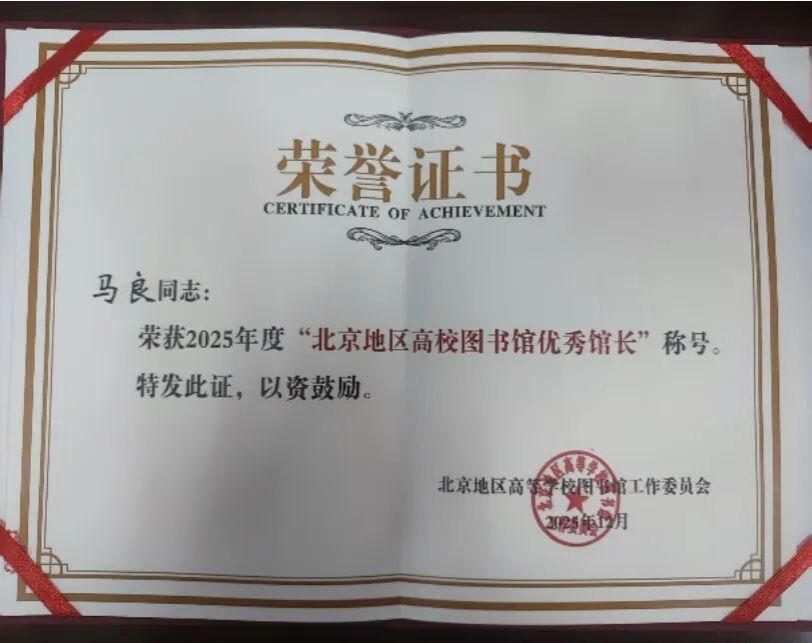 荣誉证书
CERTIFICATE OF ACHIEVEMENT
马良同志：
荣获2025年度“北京地区高校图书馆优秀馆长”称号。
特发此证，以资鼓励。
北京地区高等学校图书馆工作委员会
2025年12月